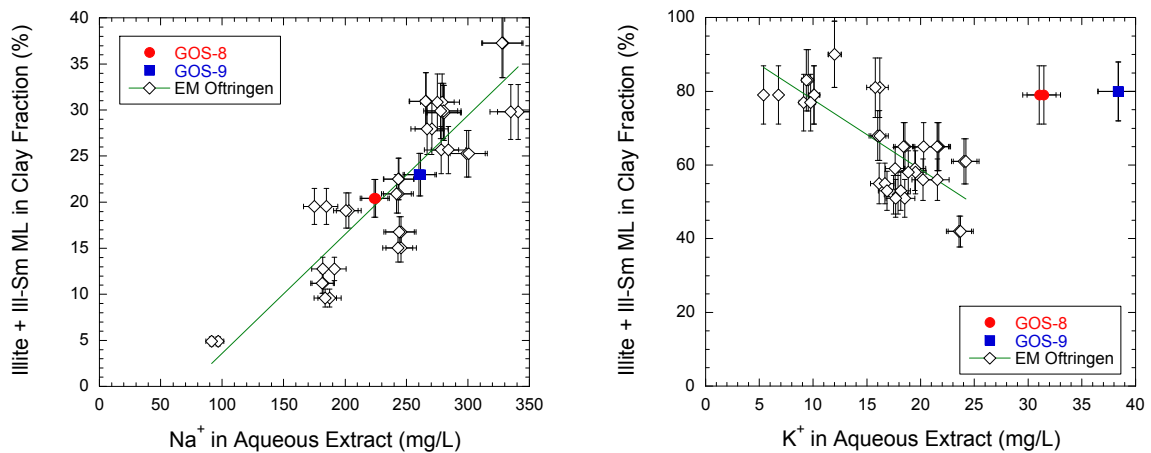 Illite + Ill-Sm ML in Clay Fraction (%)
40
35
30
25
20
15
10
5
0
GOS-8
GOS-9
EM Oftringen
0 50 100 150 200 250 300 350
Na+ in Aqueous Extract (mg/L)
Illite + Ill-Sm ML in Clay Fraction (%)
100
80
60
40
20
0
GOS-8
GOS-9
EM Oftringen
0 5 10 15 20 25 30 35 40
K+ in Aqueous Extract (mg/L)